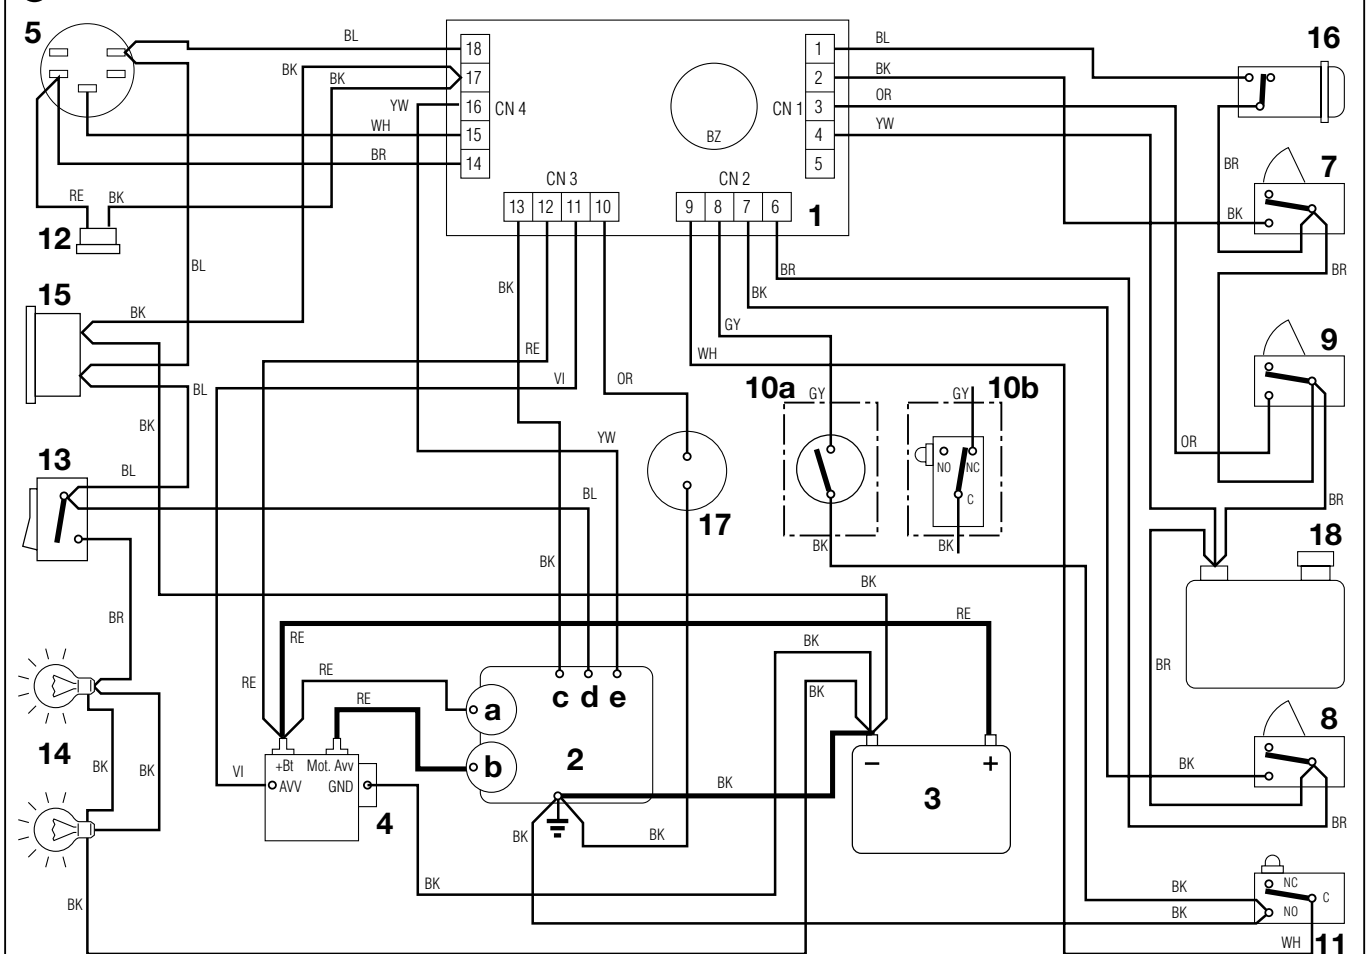 5
BL
18
1
BL
16
BK
17
2
BK
BK
YW
16
CN 4
BZ
CN 1
3
OR
WH
15
4
YW
BR
14
5
CN 3
CN 2
BR
7
RE
BK
13
12
11
10
9
8
7
6
1
BK
12
BL
BR
BR
15
BK
BK
BK
GY
9
RE
WH
VI
OR
BL
10a
GY
GY
10b
BK
YW
OR
NO
NC
13
BL
BL
C
BR
17
18
BK
BK
BK
BK
BR
RE
RE
BK
BR
RE
RE
BK
RE
c d e
a
8
14
2
b
+Bt
Mot. Avv
BK
BK
VI
AVV
GND
BK
–
+
BK
3
4
BK
BK
BR
BK
BK
NC
C
BK
BK
NO
WH
11